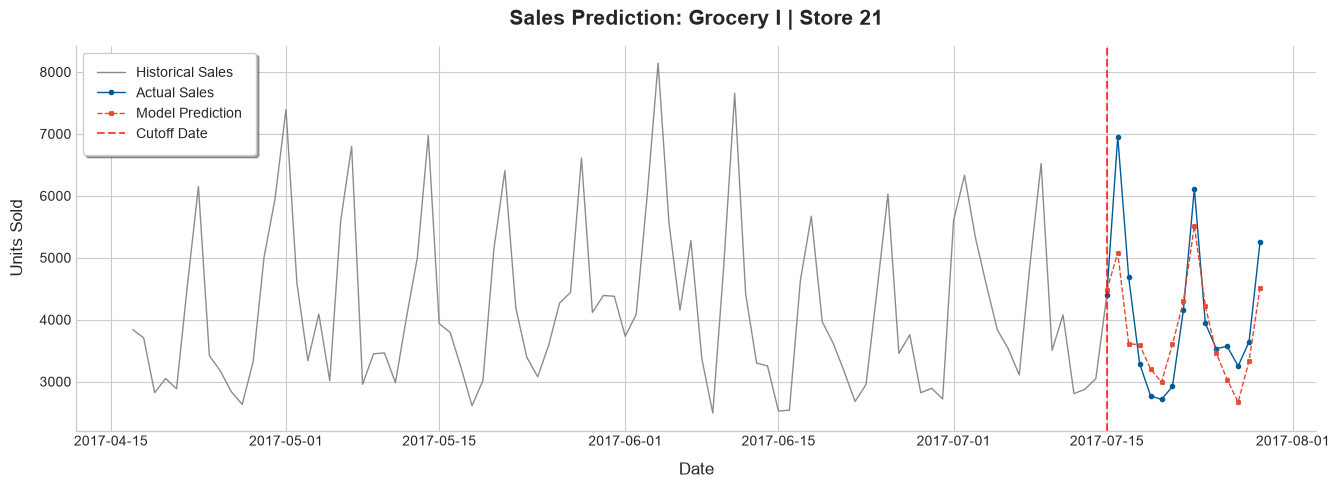 Sales Prediction: Grocery I | Store 21
Historical Sales
Actual Sales
Model Prediction
Cutoff Date
Units Sold
8000
7000
6000
5000
4000
3000
2017-04-15
2017-05-01
2017-05-15
2017-06-01
2017-06-15
2017-07-01
2017-07-15
2017-08-01
Date